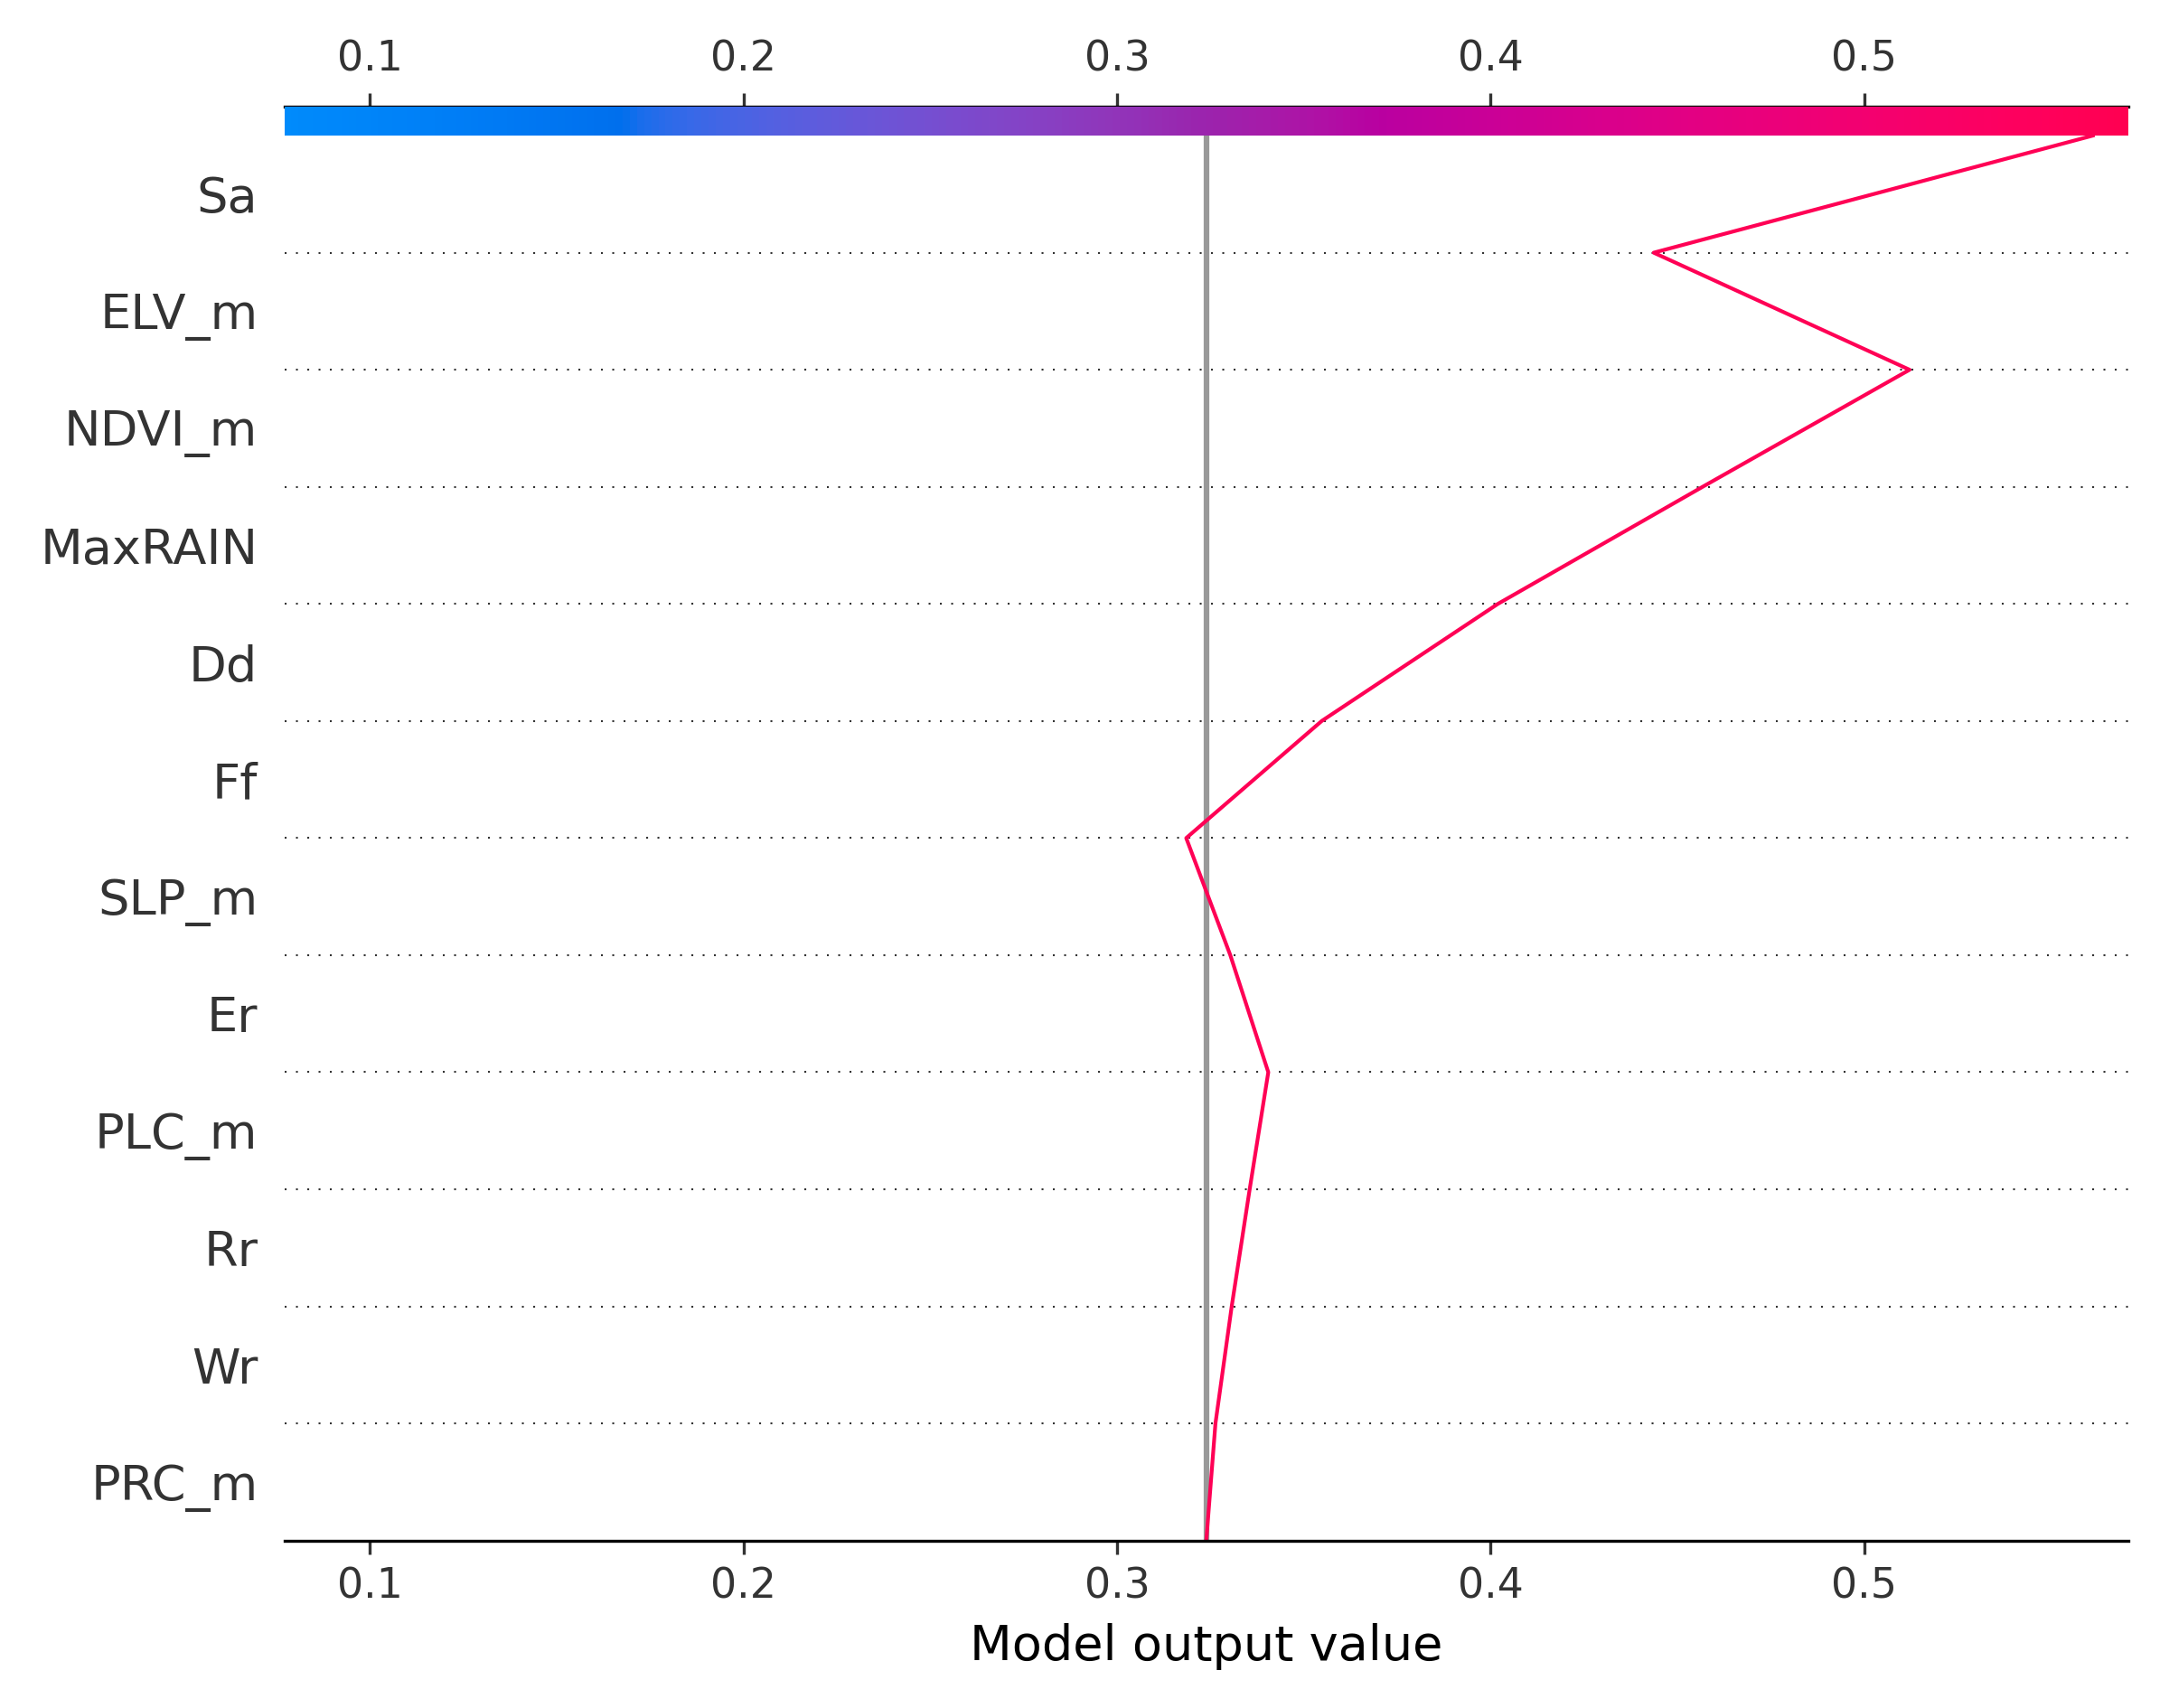 0.1 0.2 0.3 0.4 0.5
Sa
ELV_m
NDVI_m
MaxRAIN
Dd
Ff
SLP_m
Er
PLC_m
Rr
Wr
PRC_m
0.1 0.2 0.3 0.4 0.5
Model output value